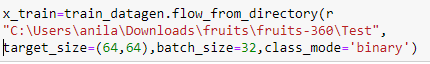 x_train=train_datagen.flow_from_directory(r
"C:\Users\anila\Downloads\fruits\fruits-360\Test",
target_size=(64,64),batch_size=32,class_mode='binary')